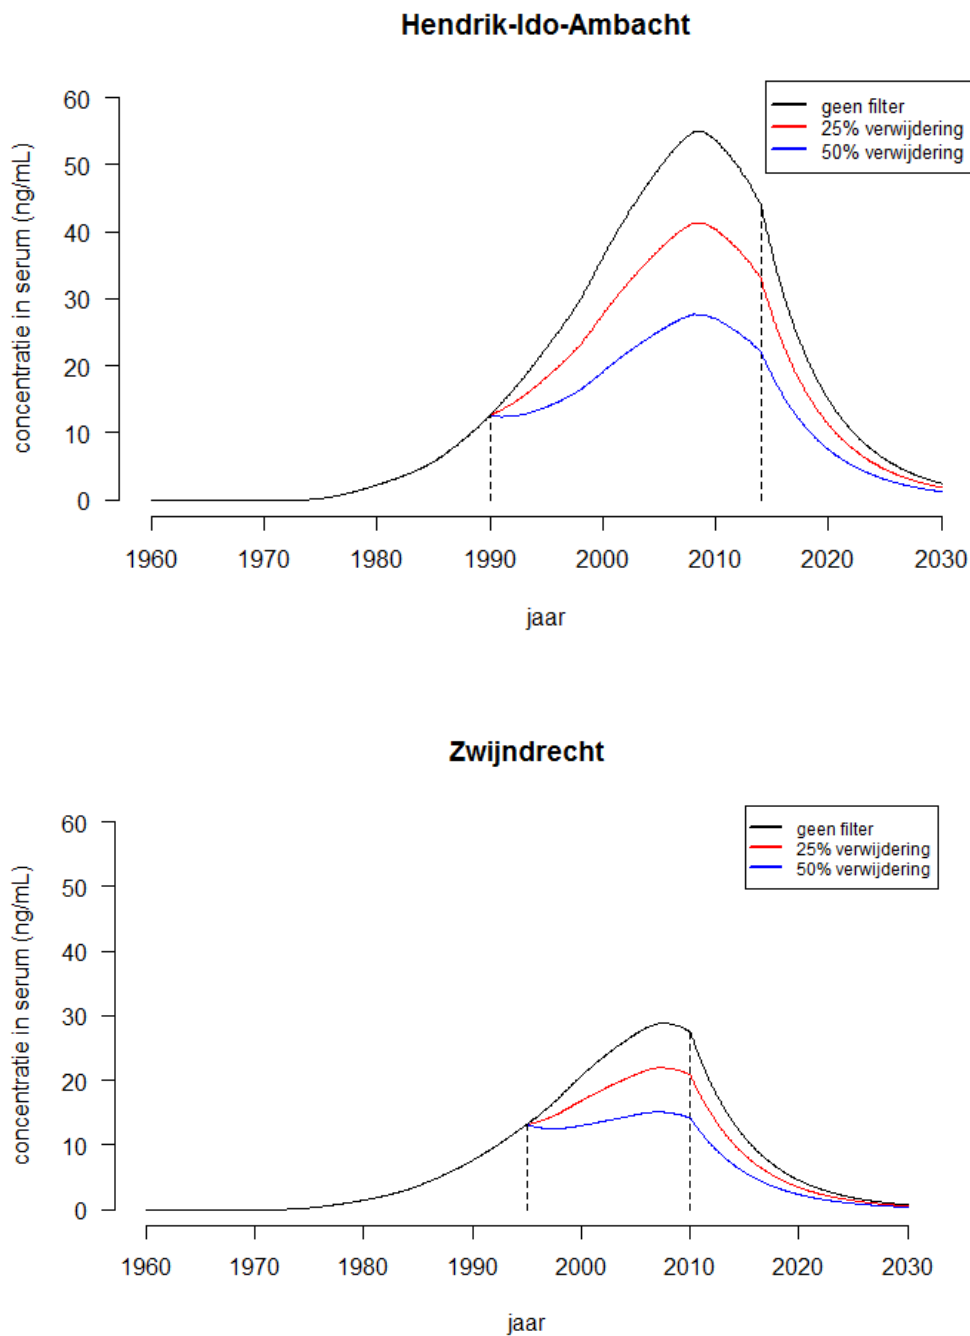 Hendrik-Ido-Ambacht
geen filter
25% verwijdering
50% verwijdering
concentratie in serum (ng/mL)
60
50
40
30
20
10
0
1960 1970 1980 1990 2000 2010 2020 2030
jaar
Zwijndrecht
geen filter
25% verwijdering
50% verwijdering
concentratie in serum (ng/mL)
60
50
40
30
20
10
0
1960 1970 1980 1990 2000 2010 2020 2030
jaar